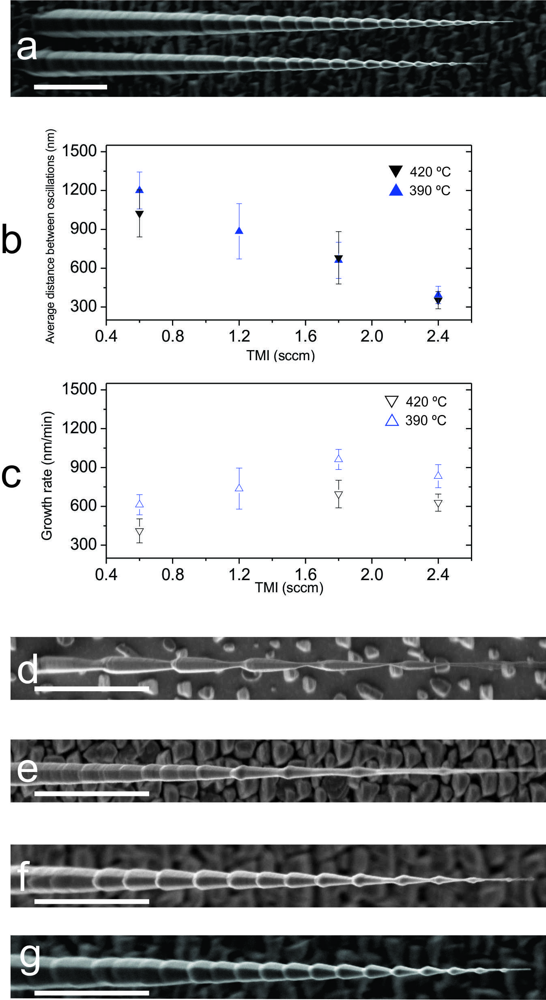 a
b
Average distance between oscillations (nm)
1500
1200
900
600
300
420 ºC
390 ºC
0.4 0.8 1.2 1.6 2.0 2.4
TMI (sccm)
c
Growth rate (nm/min)
1500
1200
900
600
300
420 ºC
390 ºC
0.4 0.8 1.2 1.6 2.0 2.4
TMI (sccm)
d
e
f
g